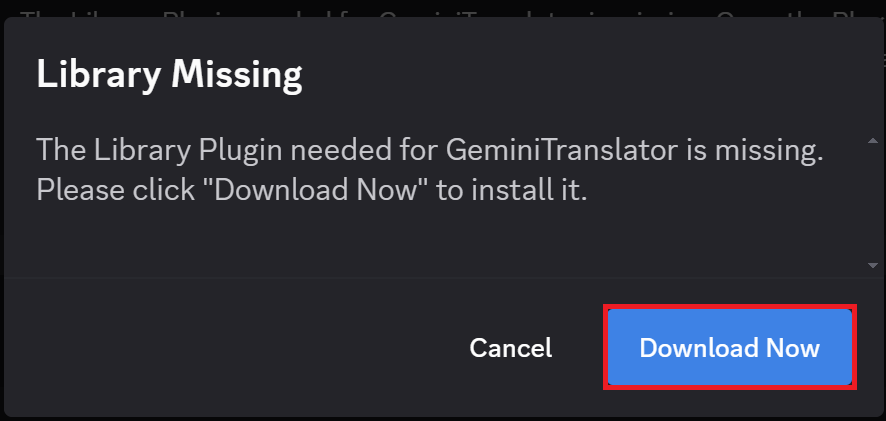 Library Missing
The Library Plugin needed for GeminiTranslator is missing.
Please click "Download Now" to install it.
Cancel
Download Now